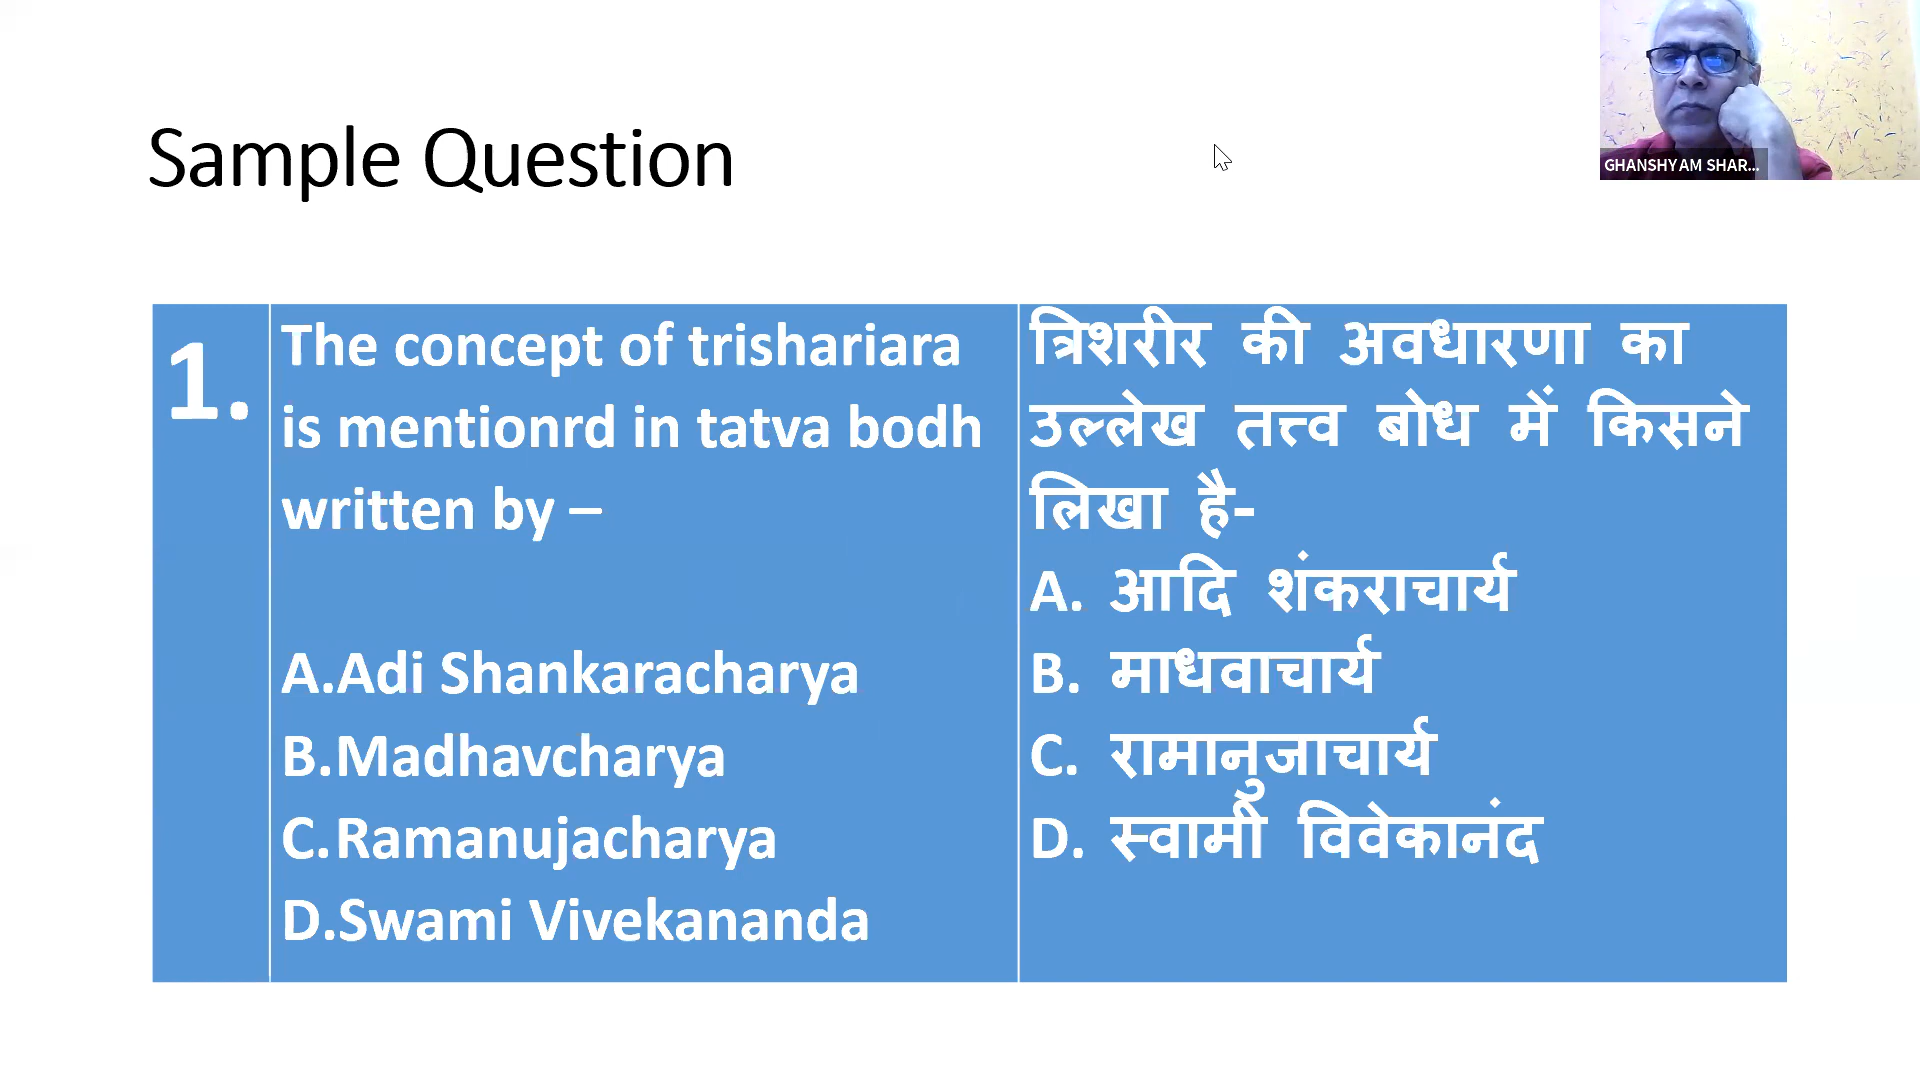 GHANSHYAM SHAR...
Sample Question
1.
The concept of trishariara
is mentionrd in tatva bodh
written by –
A.Adi Shankaracharya
B.Madhavcharya
C.Ramanujacharya
D.Swami Vivekananda
त्रिशरीर की अवधारणा का
उल्लेख तत्त्व बोध में किसने
लिखा है-
A. आदि शंकराचार्य
B. माधवाचार्य
C. रामानुजाचार्य
D. स्वामी विवेकानंद